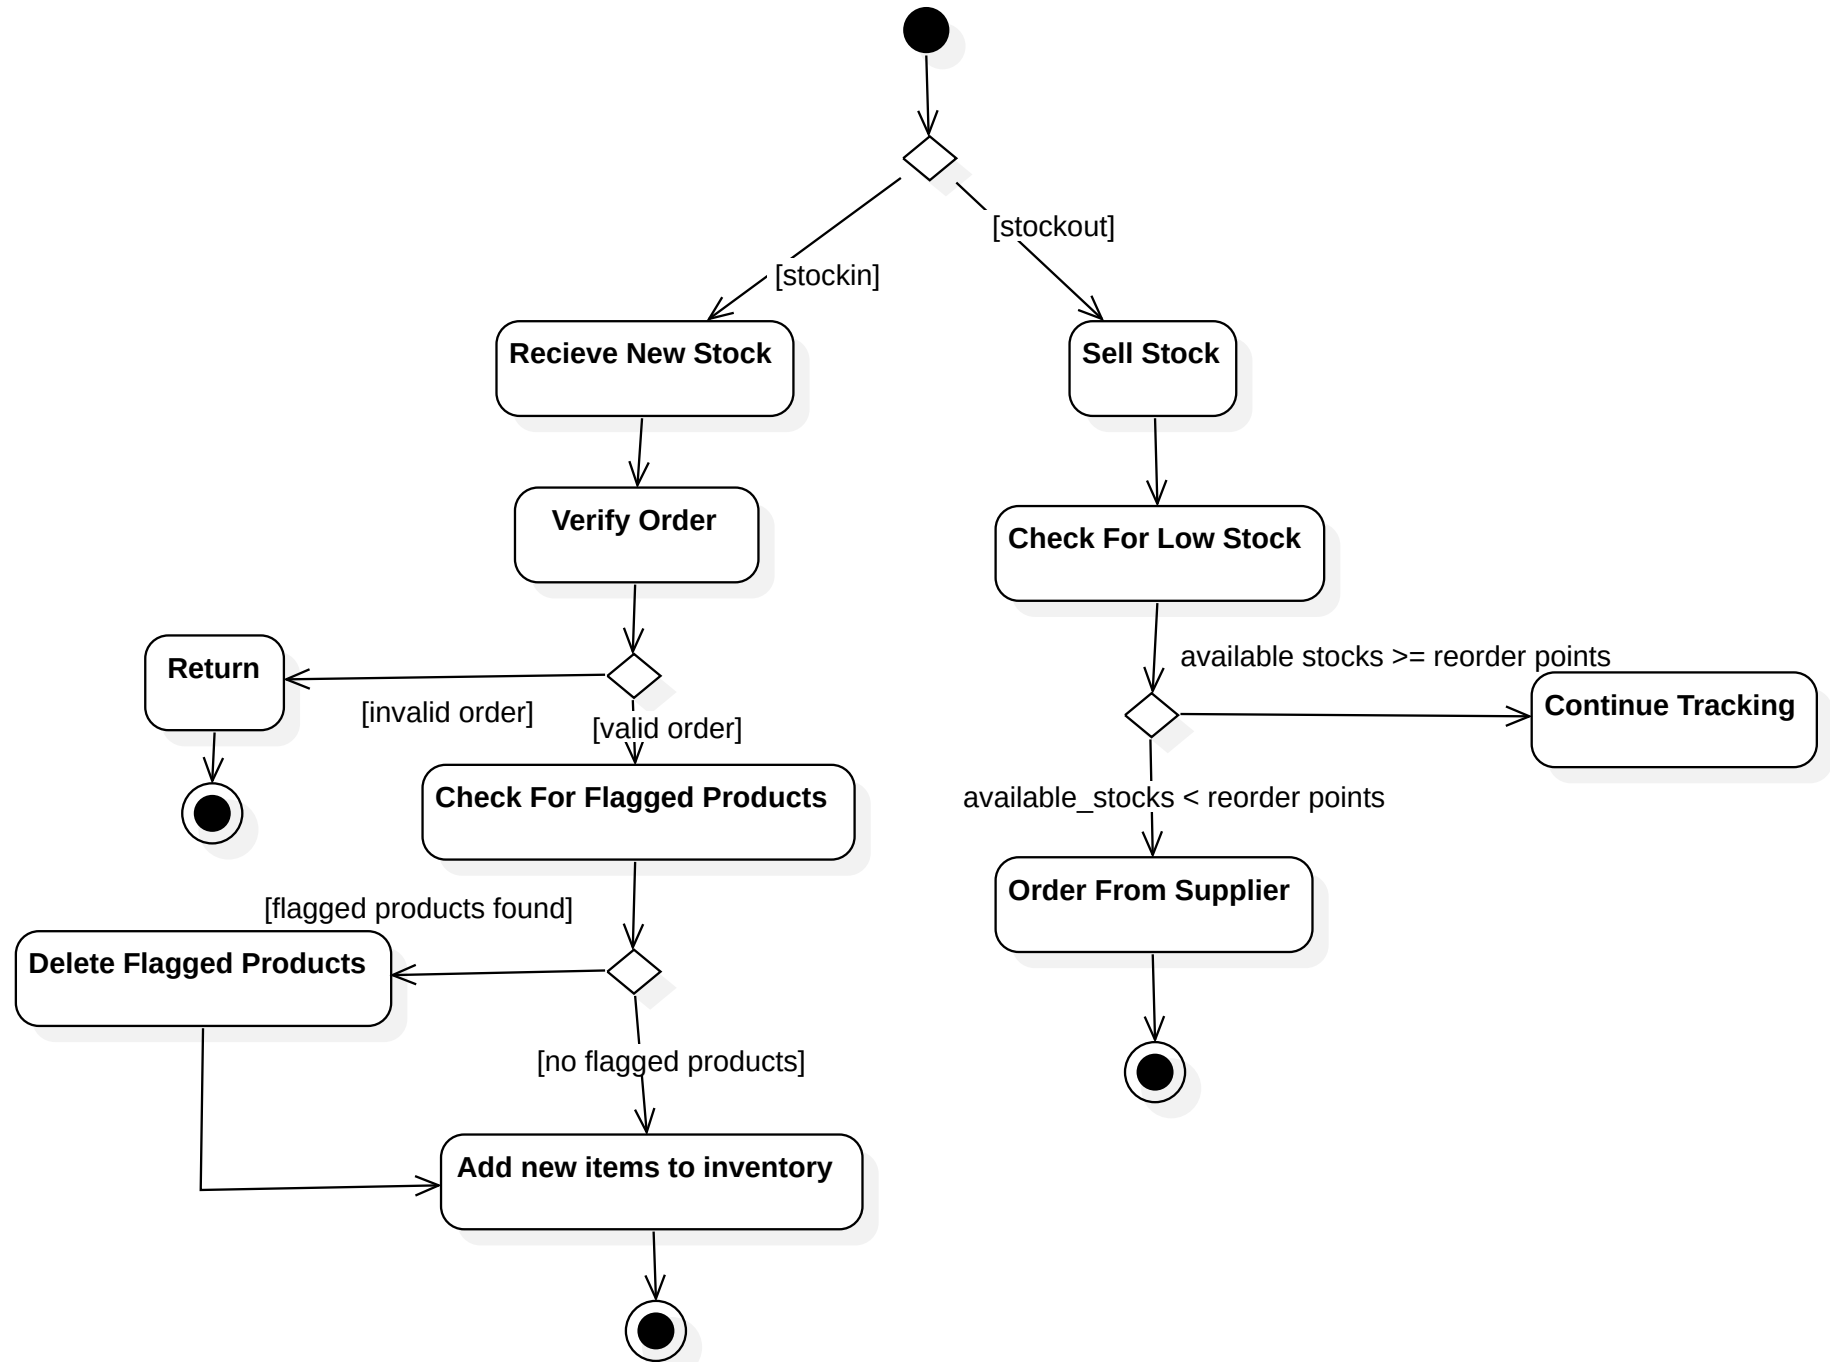 [stockout]
[stockin]
Recieve New Stock
Sell Stock
Verify Order
Check For Low Stock
available stocks >= reorder points
Return
[invalid order]
[valid order]
Continue Tracking
Check For Flagged Products
available_stocks < reorder points
Order From Supplier
[flagged products found]
Delete Flagged Products
[no flagged products]
Add new items to inventory